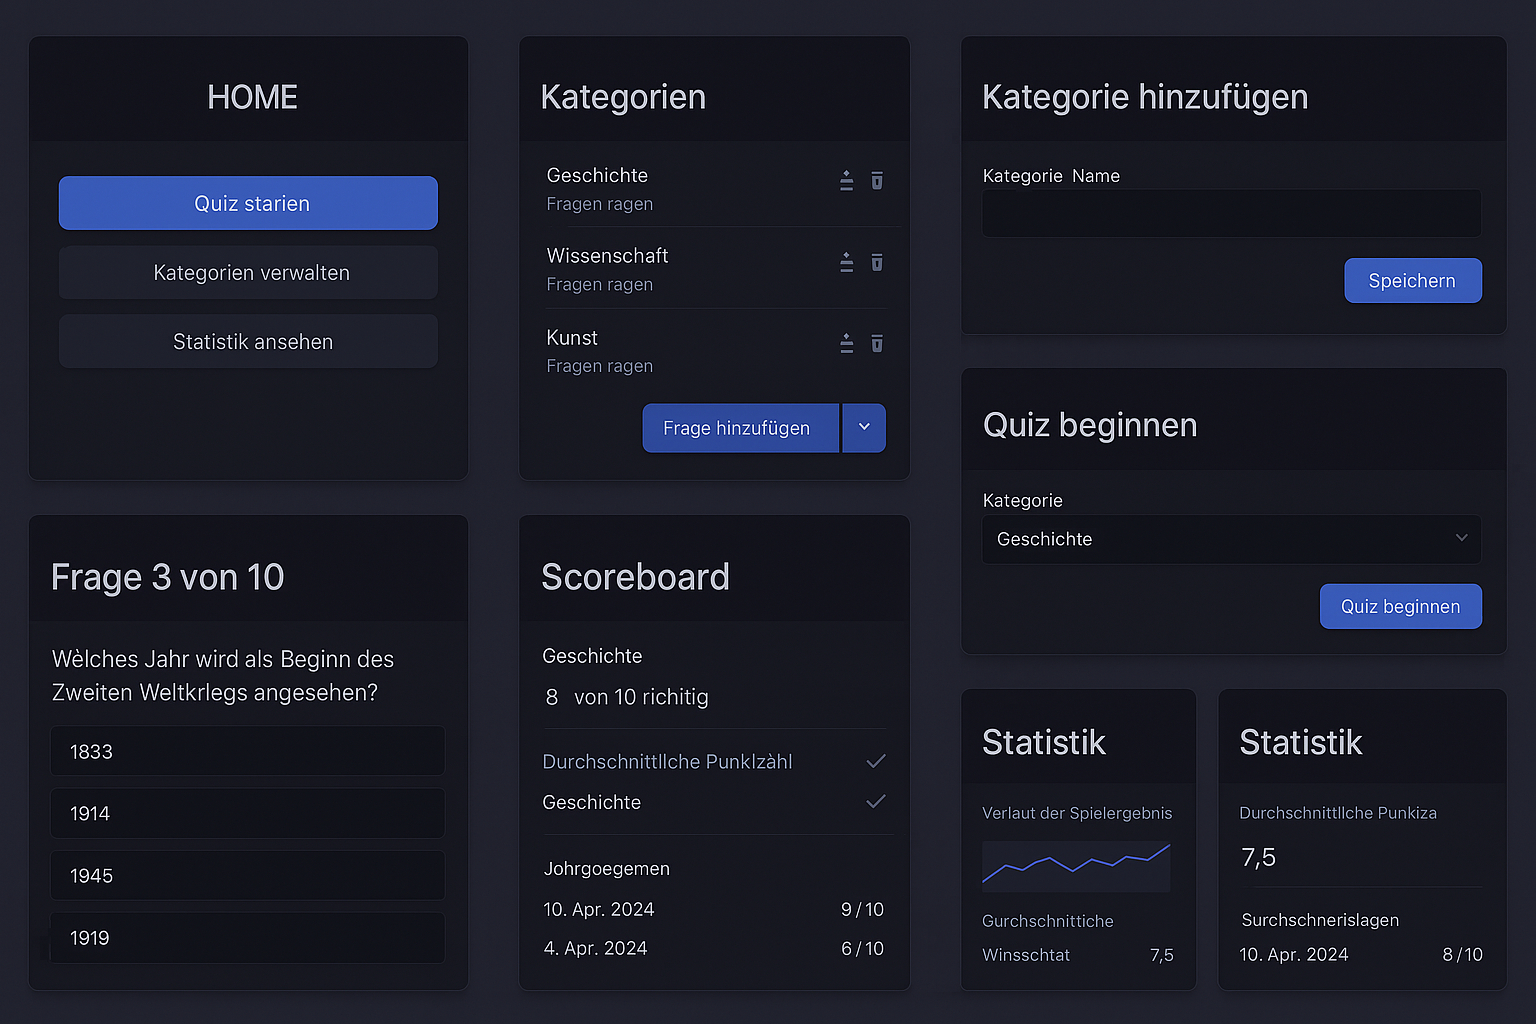 HOME
Quiz starien
Kategorien verwalten
Statistik ansehen
Kategorien
Geschichte
Fragen ragen
Wissenschaft
Fragen ragen
Kunst
Fragen ragen
Frage hinzufügen
Kategorie hinzufügen
Kategorie Name
Speichern
Quiz beginnen
Kategorie
Geschichte
Quiz beginnen
Frage 3 von 10
Wèlches Jahr wird als Beginn des
Zweiten Weltkrlegs angesehen?
1833
1914
1945
1919
Scoreboard
Geschichte
8 von 10 richitig
Durchschnittllche Punklzàhl
Geschichte
Johrgoegemen
10. Apr. 2024 9/10
4. Apr. 2024 6/10
Statistik
Verlaut der Spielergebnis
Gurchschnittiche
Winsschtat 7,5
Statistik
Durchschnittllche Punkiza
7,5
Surchschnerislagen
10. Apr. 2024 8/10